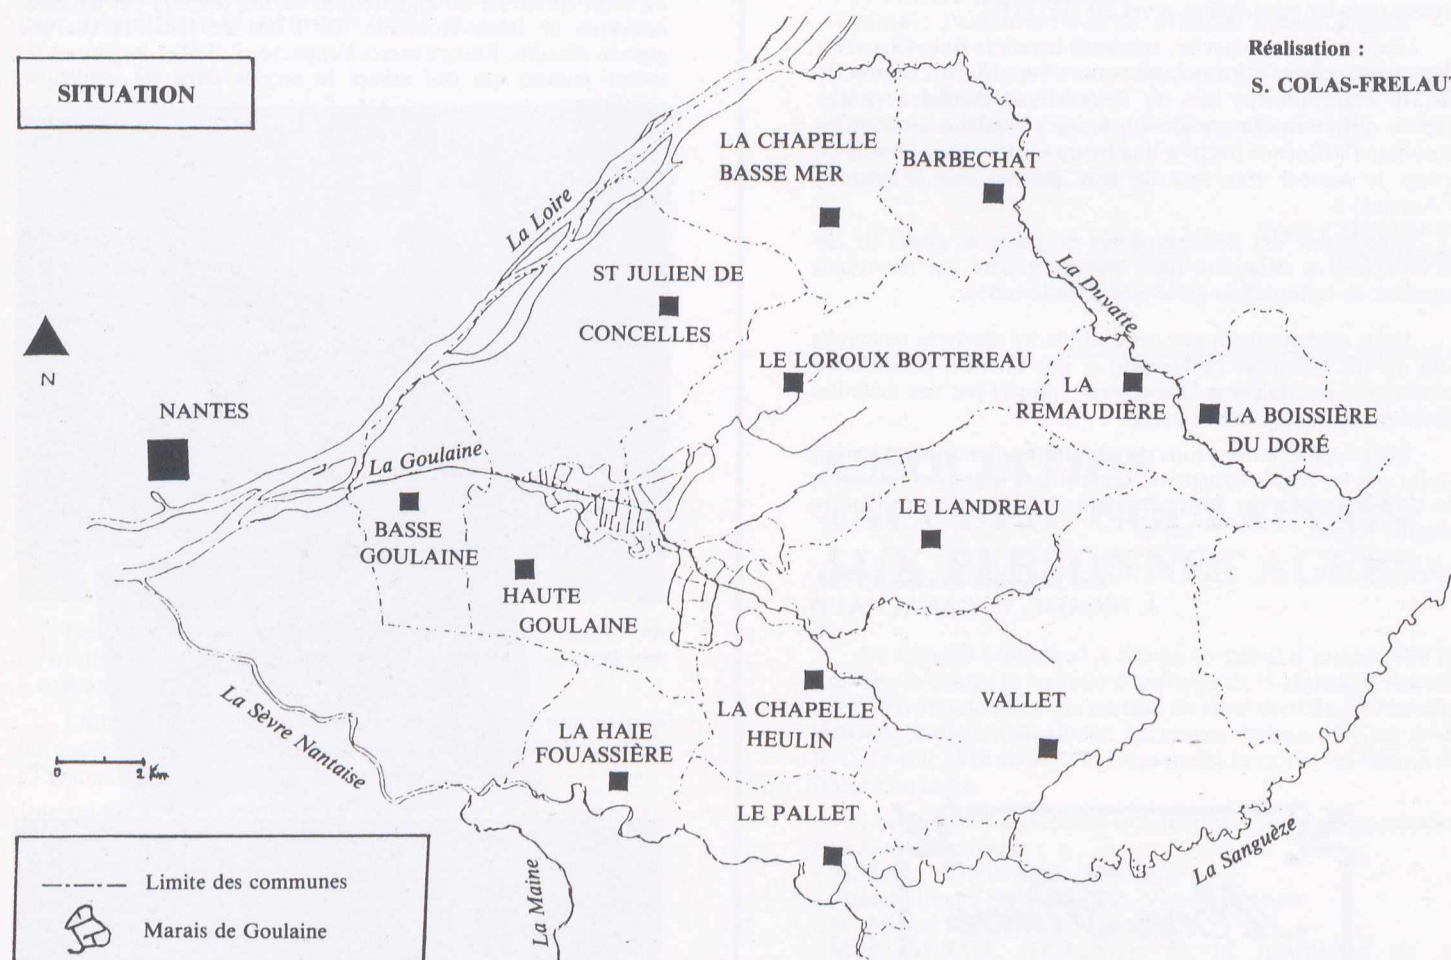 SITUATION
Réalisation :
S. COLAS-FRELAU
LA CHAPELLE
BASSE MER
BARBECHAT
La Loire
ST JULIEN DE
CONCELLES
La Duvatte
N
NANTES
LE LOROUX BOTTEREAU
LA
REMAUDIÈRE
LA BOISSIÈRE
DU DORÉ
La Goulaine
BASSE
GOULAINE
LE LANDREAU
HAUTE
GOULAINE
La Sèvre Nantaise
LA CHAPELLE
HEULIN
VALLET
LA HAIE
FOUASSIÈRE
2 Km
LE PALLET
La Sanguèze
La Maine
Limite des communes
Marais de Goulaine